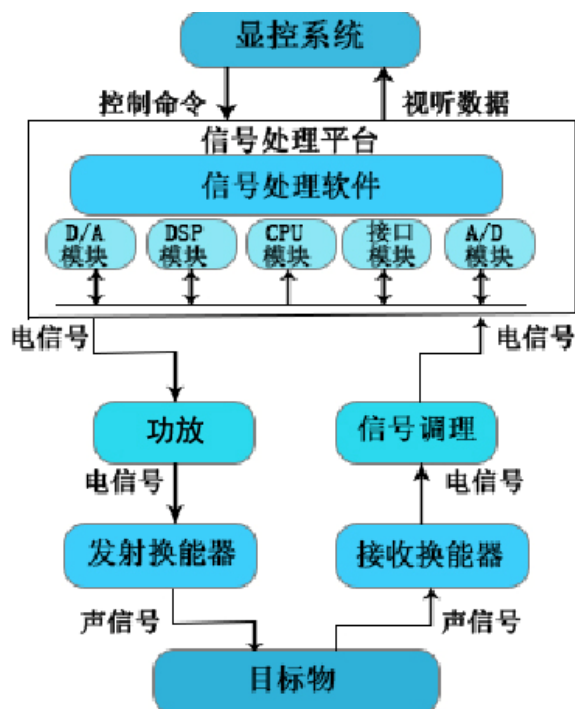 显控系统
控制命令
视听数据
信号处理平台
信号处理软件
D/A
模块
DSP
模块
CPU
模块
接口
模块
A/D
模块
电信号
电信号
功放
信号调理
电信号
电信号
发射换能器
接收换能器
声信号
声信号
目标物